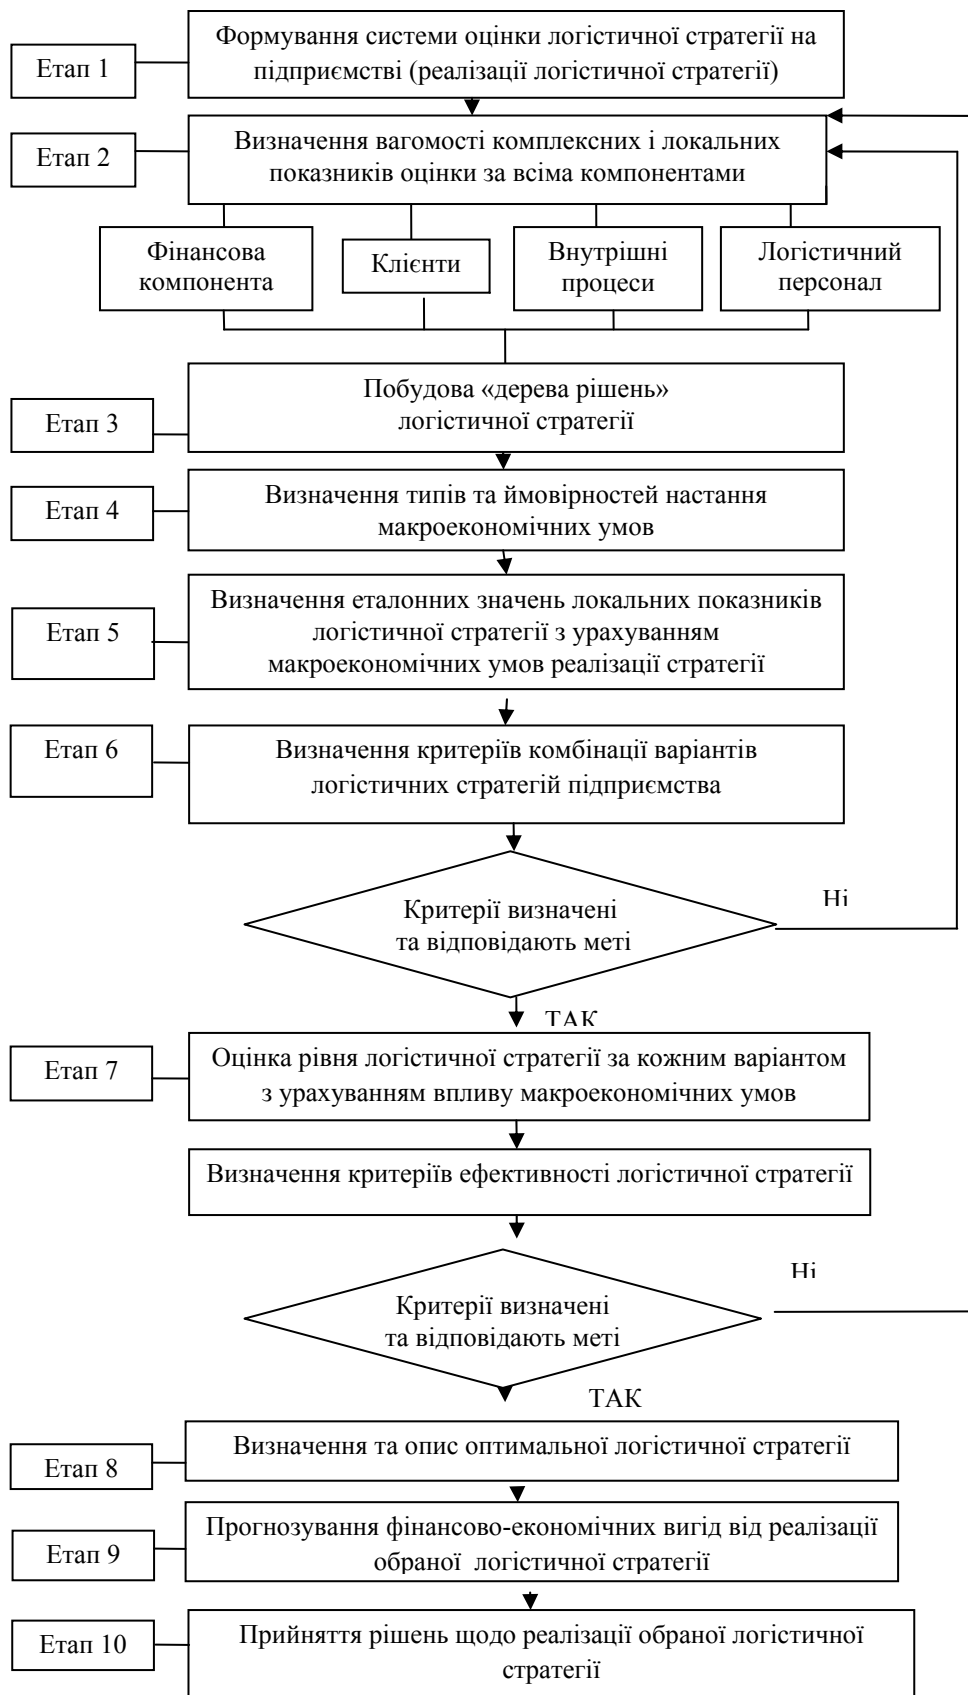 Етап 1
Формування системи оцінки логістичної стратегії на
підприємстві (реалізації логістичної стратегії)
Етап 2
Визначення вагомості комплексних і локальних
показників оцінки за всіма компонентами
Фінансова
компонента
Клієнти
Внутрішні
процеси
Логістичний
персонал
Етап 3
Побудова «дерева рішень»
логістичної стратегії
Етап 4
Визначення типів та ймовірностей настання
макроекономічних умов
Етап 5
Визначення еталонних значень локальних показників
логістичної стратегії з урахуванням
макроекономічних умов реалізації стратегії
Етап 6
Визначення критеріїв комбінації варіантів
логістичних стратегій підприємства
Критерії визначені
та відповідають меті
Ні
ТАК
Етап 7
Оцінка рівня логістичної стратегії за кожним варіантом
з урахуванням впливу макроекономічних умов
Визначення критеріїв ефективності логістичної стратегії
Критерії визначені
та відповідають меті
Ні
ТАК
Етап 8
Визначення та опис оптимальної логістичної стратегії
Етап 9
Прогнозування фінансово-економічних вигід від реалізації
обраної логістичної стратегії
Етап 10
Прийняття рішень щодо реалізації обраної логістичної
стратегії